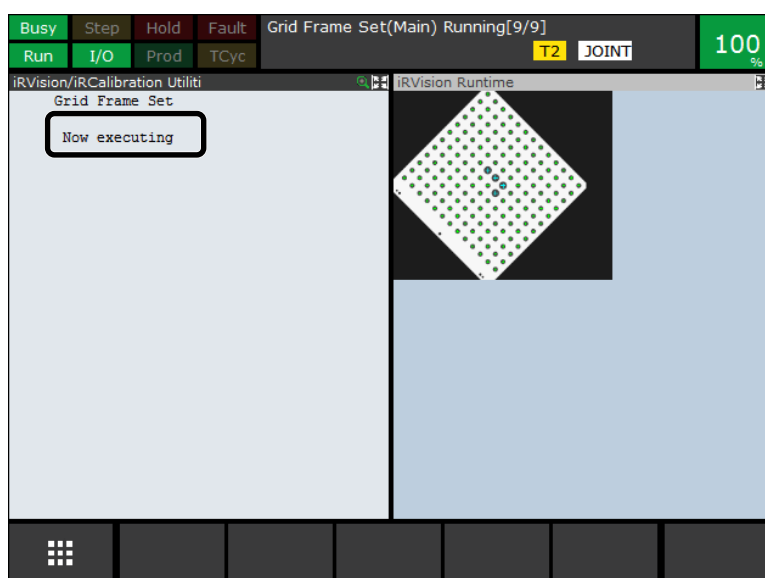 Busy Step Hold Fault Grid Frame Set(Main) Running[9/9]
Run I/O Prod TCyc T2 JOINT 100 %
iRVision/iRCalibration Utiliti iRVision Runtime
Grid Frame Set
Now executing